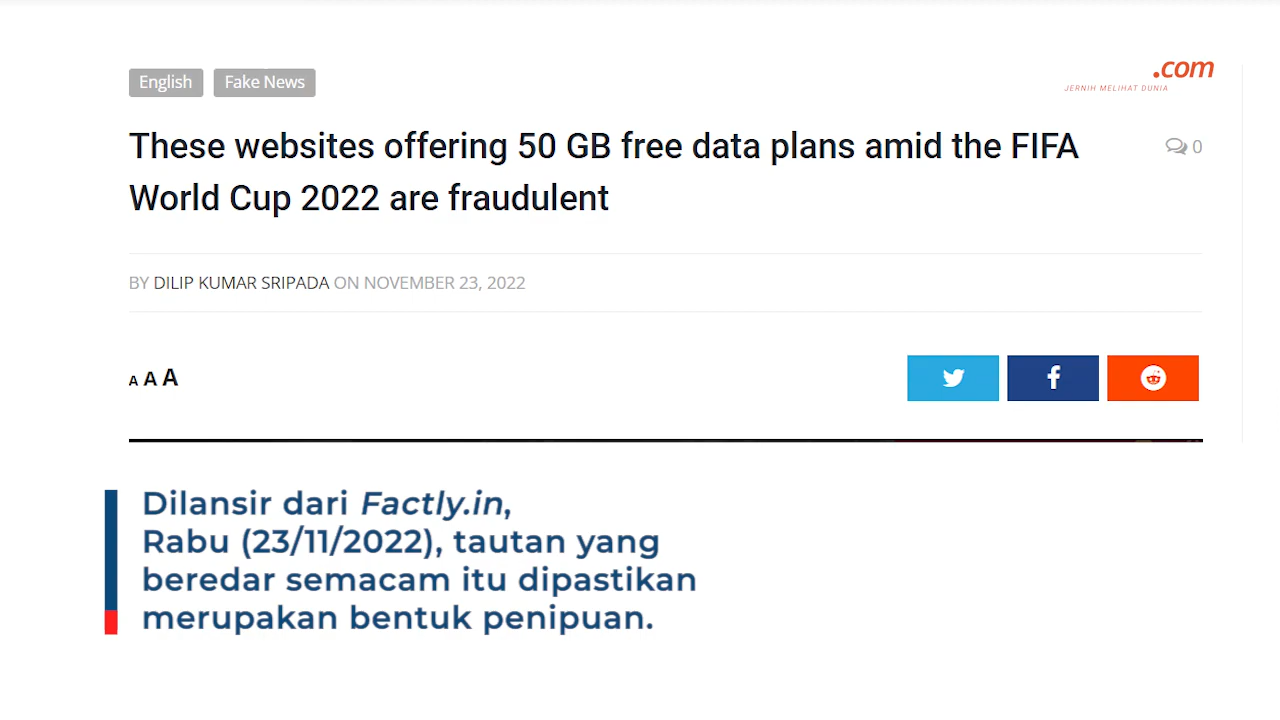 English Fake News
.com
JERNIH MELIHAT DUNIA
These websites offering 50 GB free data plans amid the FIFA
World Cup 2022 are fraudulent
0
BY DILIP KUMAR SRIPADA ON NOVEMBER 23, 2022
A A A
Dilansir dari Factly.in,
Rabu (23/11/2022), tautan yang
beredar semacam itu dipastikan
merupakan bentuk penipuan.